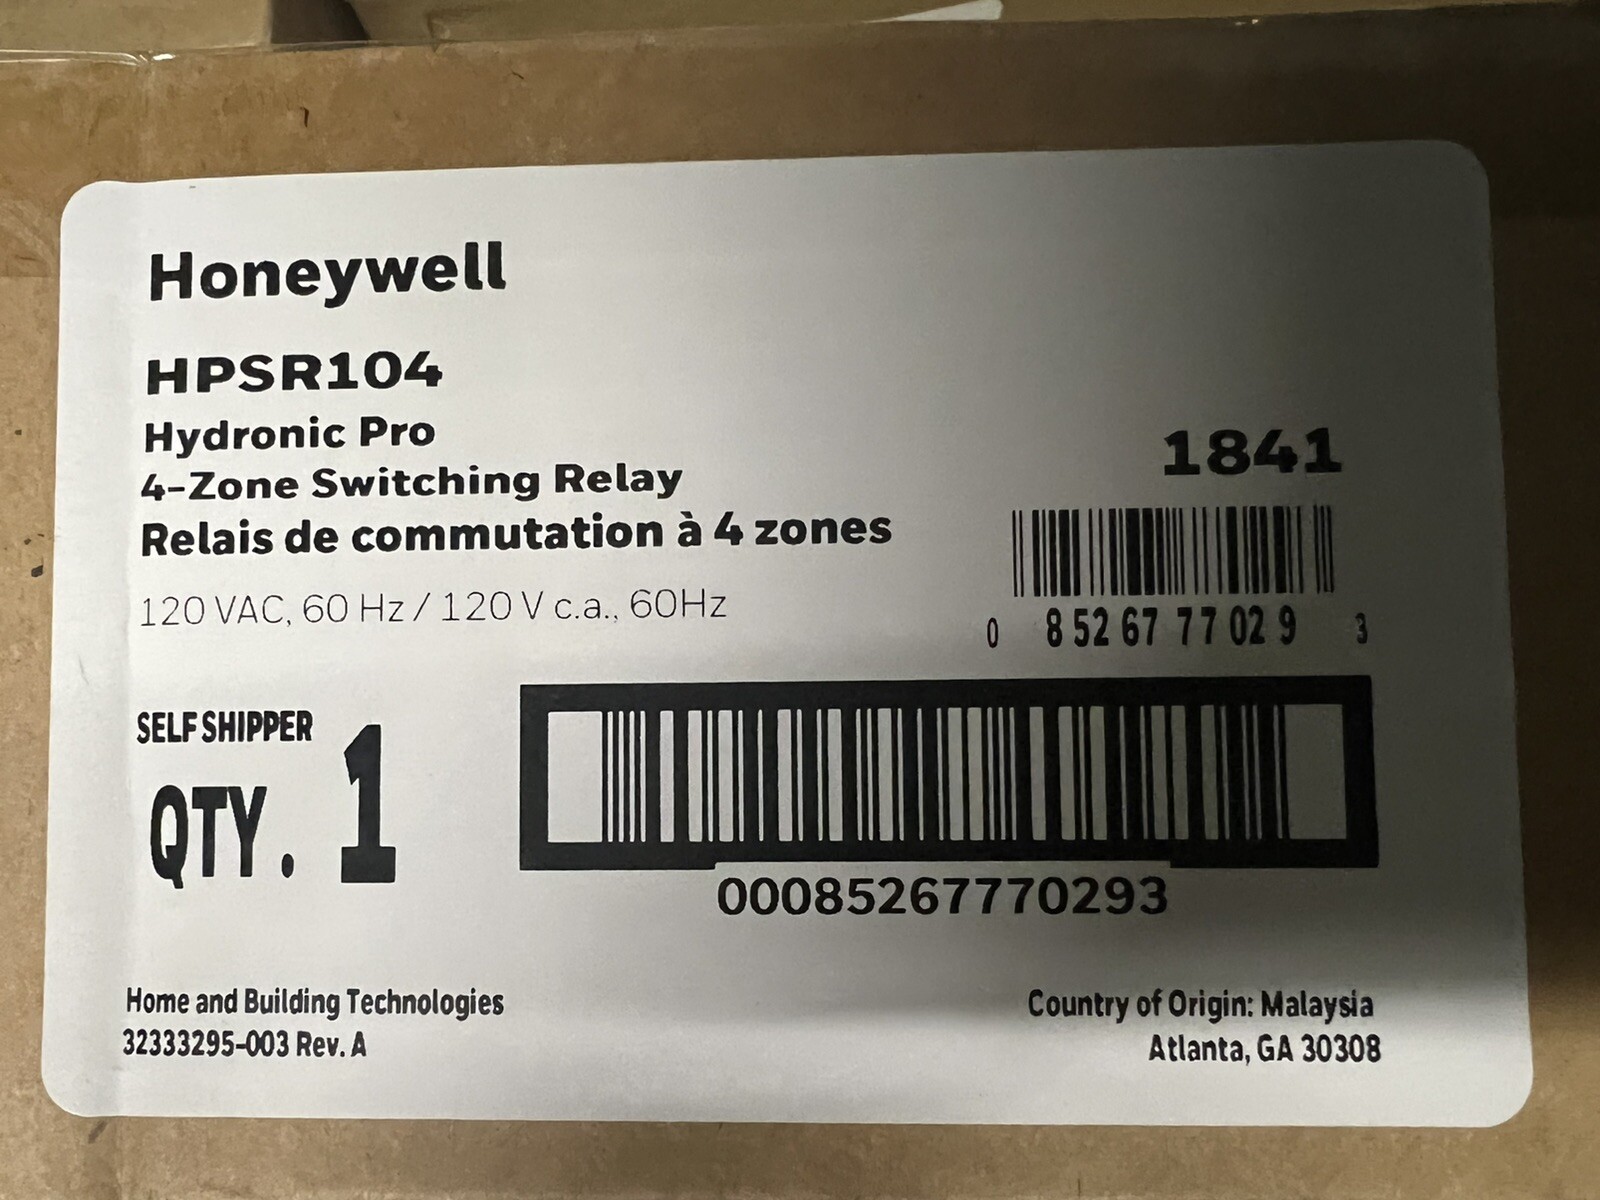 Honeywell
HPSR104
Hydronic Pro
4-Zone Switching Relay
Relais de commutation à 4 zones
120 VAC, 60 Hz / 120 V c.a., 60Hz
1841
0 85267 77029 3
SELF SHIPPER
QTY. 1
00085267770293
Home and Building Technologies
32333295-003 Rev. A
Country of Origin: Malaysia
Atlanta, GA 30308